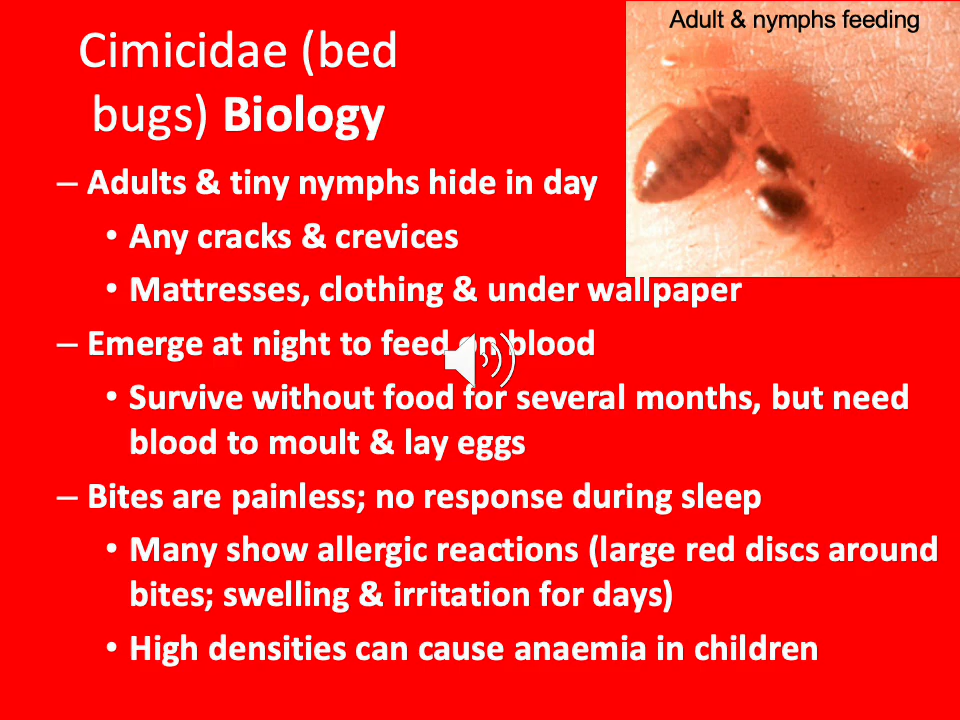 Cimicidae (bed
bugs) Biology
Adult & nymphs feeding
– Adults & tiny nymphs hide in day
• Any cracks & crevices
• Mattresses, clothing & under wallpaper
– Emerge at night to feed on blood
• Survive without food for several months, but need
blood to moult & lay eggs
– Bites are painless; no response during sleep
• Many show allergic reactions (large red discs around
bites; swelling & irritation for days)
• High densities can cause anaemia in children